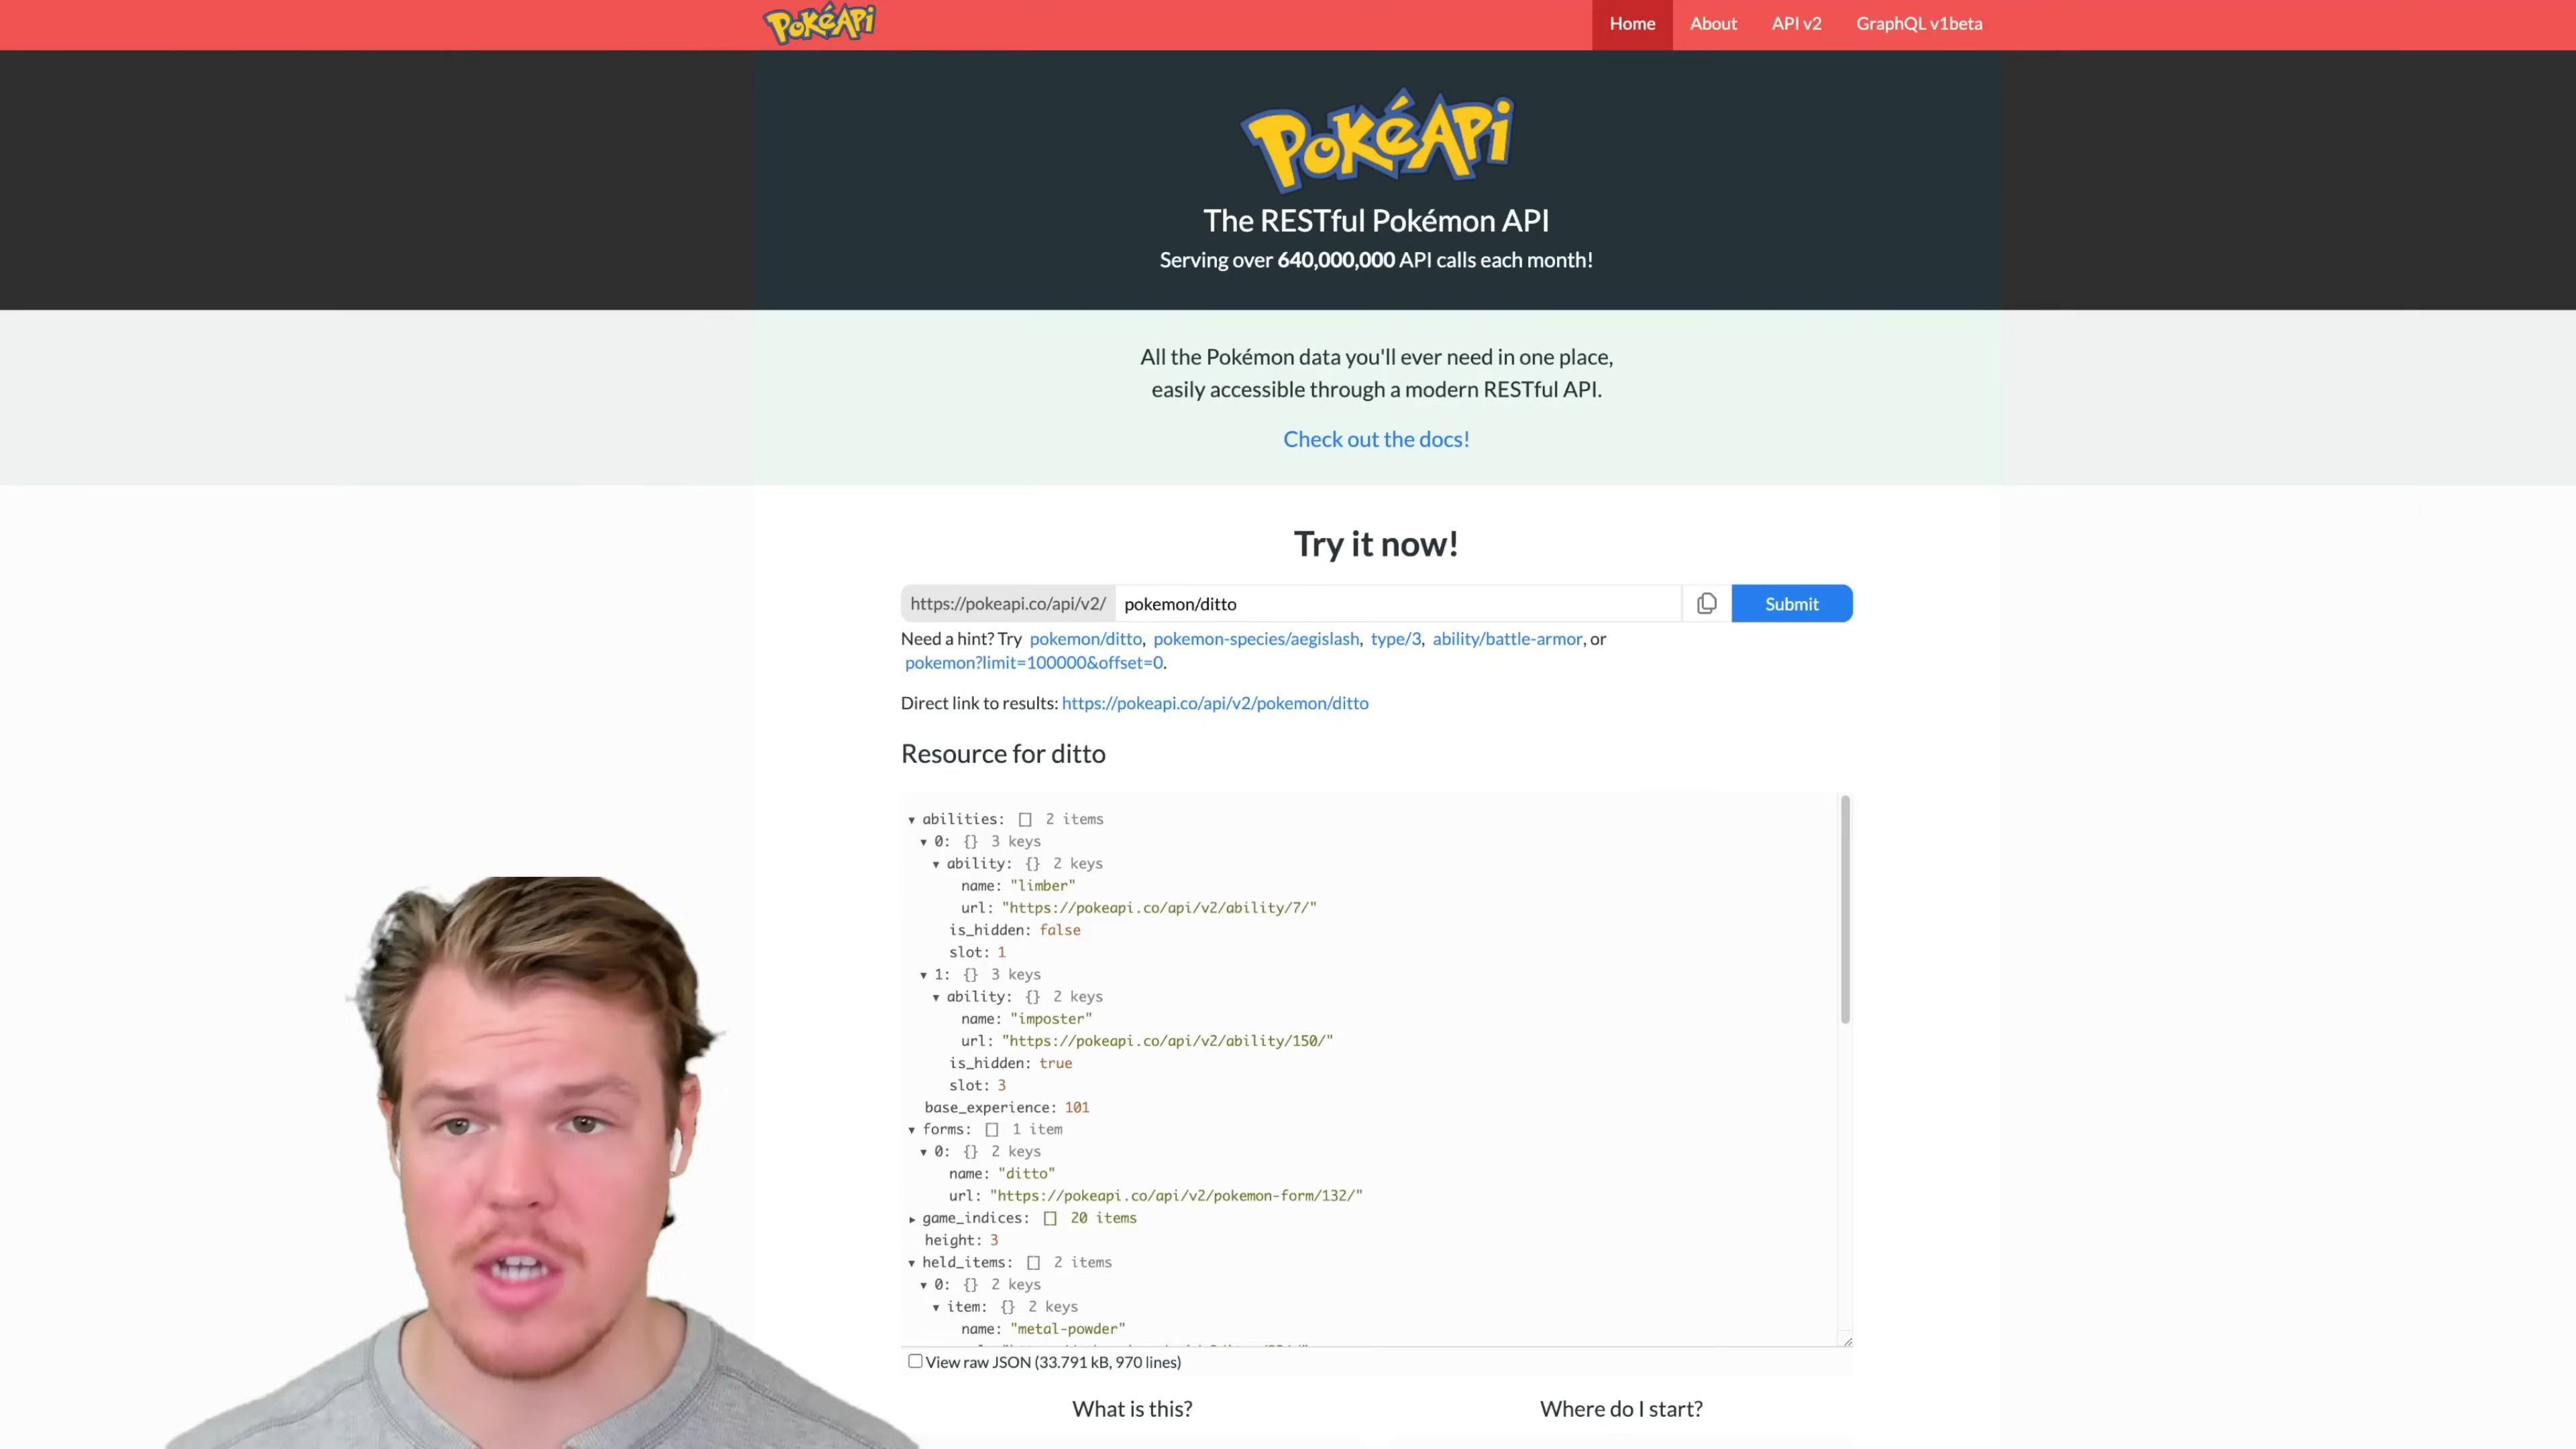 PokéAPi
Home
About
API v2
GraphQL v1beta
PokéAPi
The RESTful Pokémon API
Serving over 640,000,000 API calls each month!
All the Pokémon data you'll ever need in one place,
easily accessible through a modern RESTful API.
Check out the docs!
Try it now!
https://pokeapi.co/api/v2/ pokemon/ditto
Submit
Need a hint? Try pokemon/ditto, pokemon-species/aegislash, type/3, ability/battle-armor, or
pokemon?limit=100000&offset=0.
Direct link to results: https://pokeapi.co/api/v2/pokemon/ditto
Resource for ditto
abilities: [] 2 items
0: {} 3 keys
ability: {} 2 keys
name: "limber"
url: "https://pokeapi.co/api/v2/ability/7/"
is_hidden: false
slot: 1
1: {} 3 keys
ability: {} 2 keys
name: "imposter"
url: "https://pokeapi.co/api/v2/ability/150/"
is_hidden: true
slot: 3
base_experience: 101
forms: [] 1 item
0: {} 2 keys
name: "ditto"
url: "https://pokeapi.co/api/v2/pokemon-form/132/"
game_indices: [] 20 items
height: 3
held_items: [] 2 items
0: {} 2 keys
item: {} 2 keys
name: "metal-powder"
View raw JSON (33.791 kB, 970 lines)
What is this?
Where do I start?